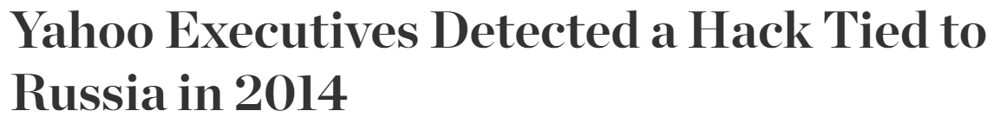 Yahoo Executives Detected a Hack Tied to
Russia in 2014